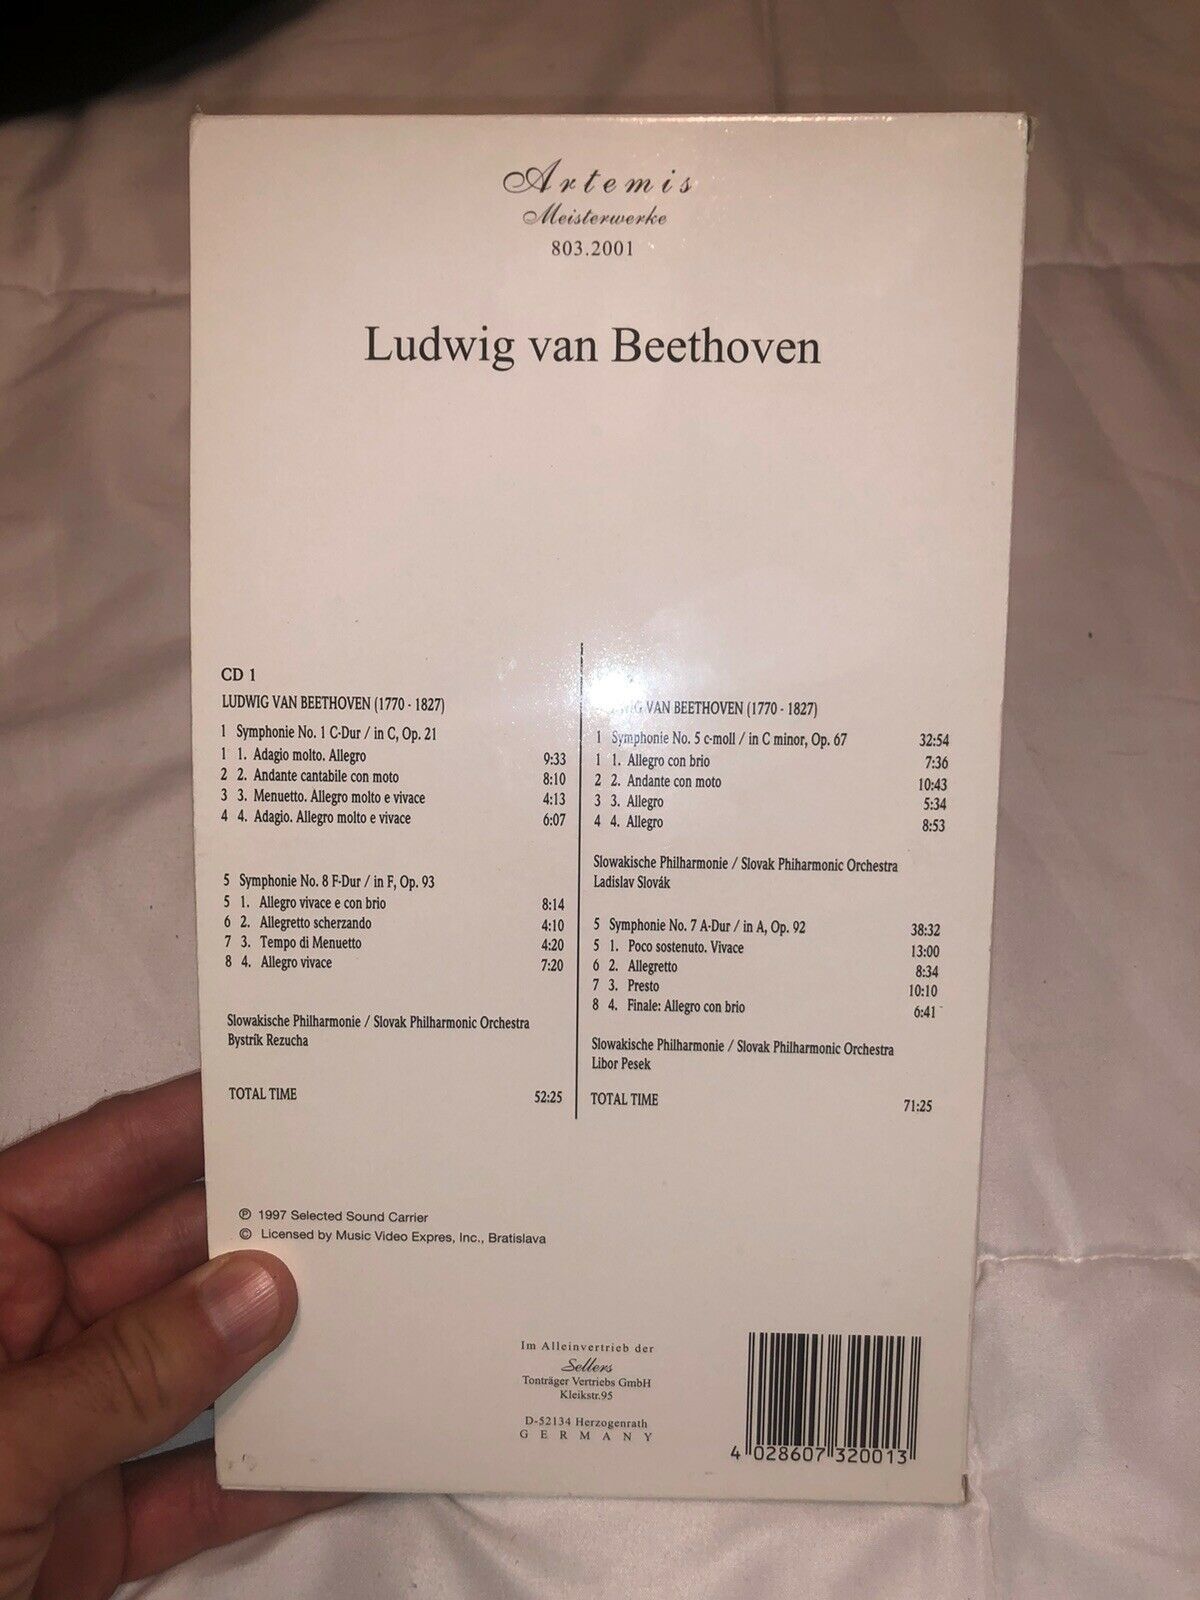 Artemis
Meisterwerke
803.2001
Ludwig van Beethoven
CD 1
LUDWIG VAN BEETHOVEN (1770 - 1827)
1 Symphonie No. 1 C-Dur / in C, Op. 21
1 1. Adagio molto. Allegro 9:33
2 2. Andante cantabile con moto 8:10
3 3. Menuetto. Allegro molto e vivace 4:13
4 4. Adagio. Allegro molto e vivace 6:07
5 Symphonie No. 8 F-Dur / in F, Op. 93
5 1. Allegro vivace e con brio 8:14
6 2. Allegretto scherzando 4:10
7 3. Tempo di Menuetto 4:20
8 4. Allegro vivace 7:20
Slowakische Philharmonie / Slovak Philharmonic Orchestra
Bystrík Rezucha
TOTAL TIME 52:25
VAN BEETHOVEN (1770 - 1827)
1 Symphonie No. 5 c-moll / in C minor, Op. 67 32:54
1 1. Allegro con brio 7:36
2 2. Andante con moto 10:43
3 3. Allegro 5:34
4 4. Allegro 8:53
Slowakische Philharmonie / Slovak Phiharmonic Orchestra
Ladislav Slovák
5 Symphonie No. 7 A-Dur / in A, Op. 92 38:32
5 1. Poco sostenuto. Vivace 13:00
6 2. Allegretto 8:34
7 3. Presto 10:10
8 4. Finale: Allegro con brio 6:41
Slowakische Philharmonie / Slovak Philharmonic Orchestra
Libor Pesek
TOTAL TIME 71:25
℗ 1997 Selected Sound Carrier
© Licensed by Music Video Expres, Inc., Bratislava
Im Alleinvertrieb der
Sellers
Tonträger Vertriebs GmbH
Kleikstr.95
D-52134 Herzogenrath
GERMANY
4 028607 320013